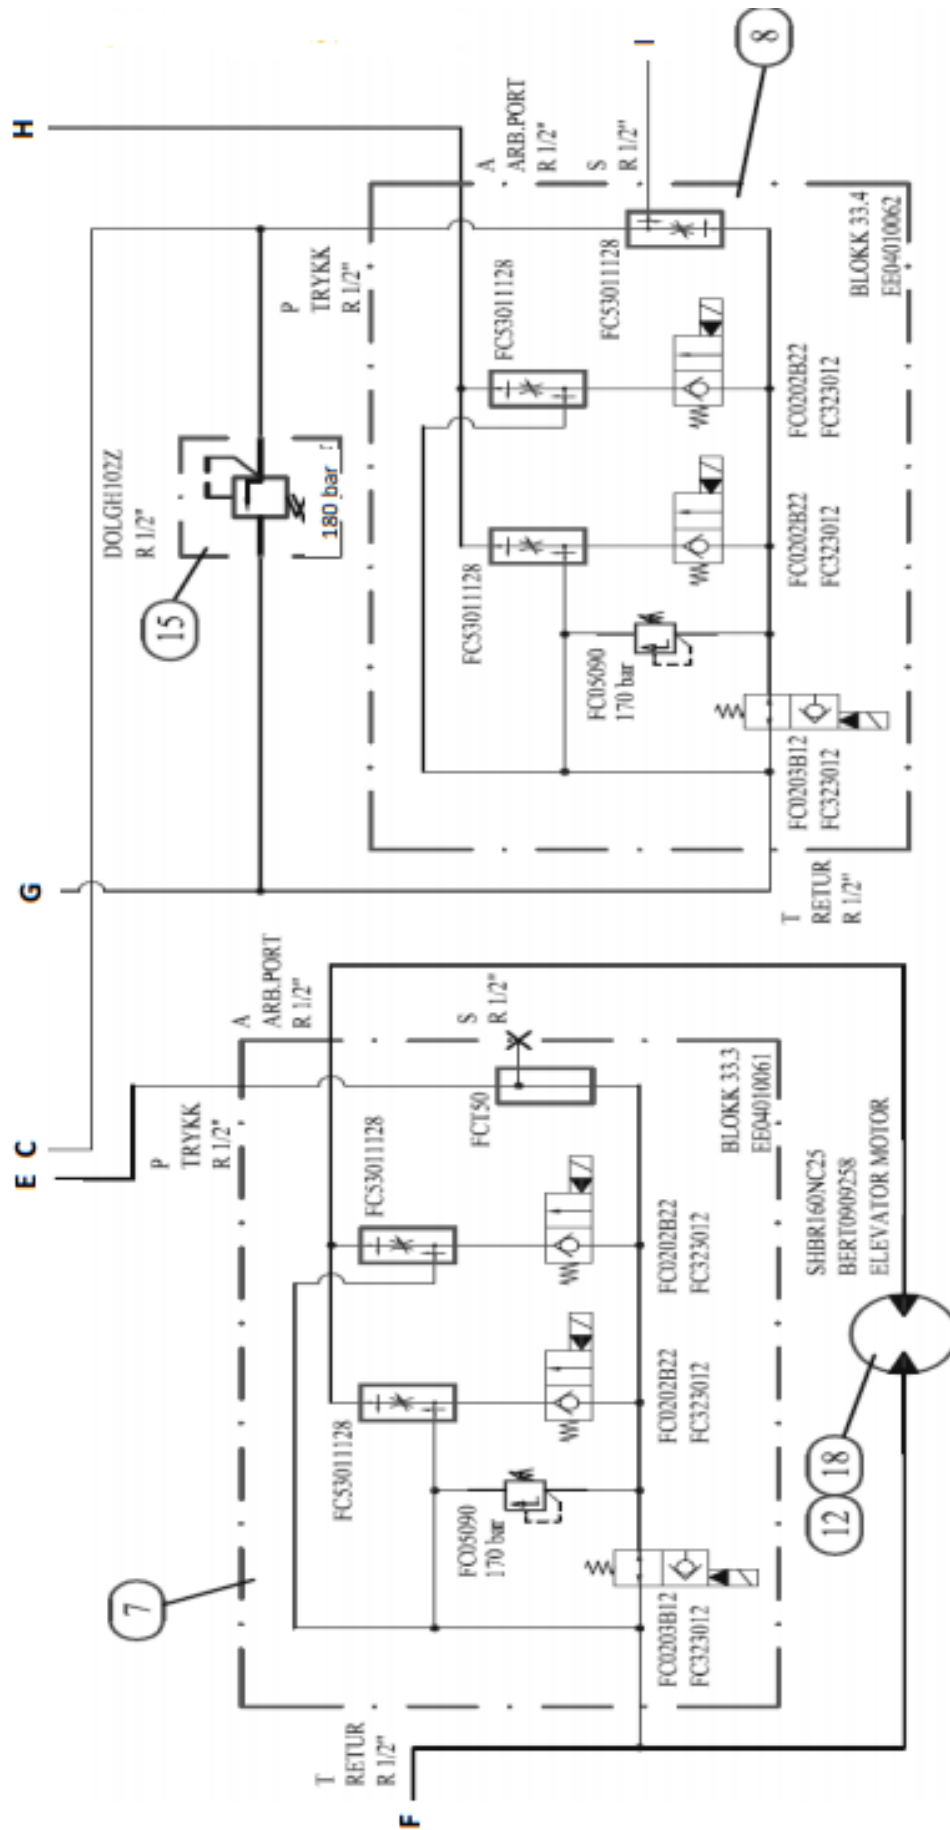 H
I
8
A
ARB.PORT
R 1/2"
S
R 1/2"
P
TRYKK
R 1/2"
DOLGH102Z
R 1/2"
15
180 bar
FC53011128
FC53011128
FC53011128
BLOKK 33.4
EE04010062
FC0202B22
FC323012
FC0202B22
FC323012
FC05090
170 bar
FC0203B12
FC323012
G
T
RETUR
R 1/2"
C
E
P
TRYKK
R 1/2"
A
ARB.PORT
R 1/2"
S
R 1/2"
FCT50
FC53011128
FC53011128
BLOKK 33.3
EE04010061
FC0202B22
FC323012
FC0202B22
FC323012
FC05090
170 bar
FC0203B12
FC323012
7
SHBR160NC25
BERT0909258
ELEVATOR MOTOR
12
18
T
RETUR
R 1/2"
F